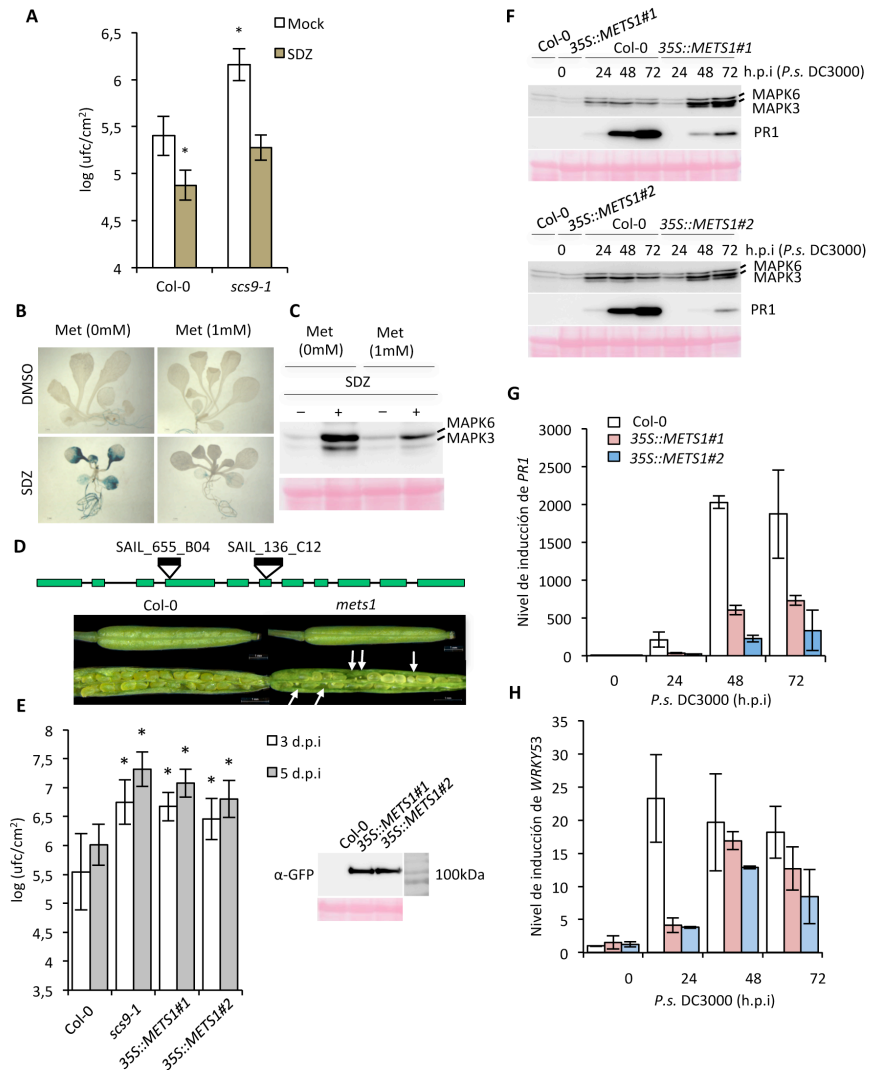 A
Mock
SDZ
log (ufc/cm²)
6,5
6
5,5
5
4,5
4
*
*
Col-0
scs9-1
B
Met (0mM)
Met (1mM)
DMSO
SDZ
C
Met (0mM)
Met (1mM)
SDZ
– + – +
MAPK6
MAPK3
D
SAIL_655_B04
SAIL_136_C12
Col-0
mets1
E
3 d.p.i
5 d.p.i
log (ufc/cm²)
8
7,5
7
6,5
6
5,5
5
4,5
4
3,5
* * * * * *
Col-0
scs9-1
35S::METS1#1
35S::METS1#2
Col-0
35S::METS1#1
35S::METS1#2
α-GFP
100kDa
F
Col-0
35S::METS1#1
Col-0
35S::METS1#1
0 24 48 72 24 48 72 h.p.i (P.s. DC3000)
MAPK6
MAPK3
PR1
Col-0
35S::METS1#2
Col-0
35S::METS1#2
0 24 48 72 24 48 72 h.p.i (P.s. DC3000)
MAPK6
MAPK3
PR1
G
Col-0
35S::METS1#1
35S::METS1#2
Nivel de inducción de PR1
3000
2500
2000
1500
1000
500
0
0 24 48 72
P.s. DC3000 (h.p.i)
H
Nivel de inducción de WRKY53
35
30
25
20
15
10
5
0
0 24 48 72
P.s. DC3000 (h.p.i)